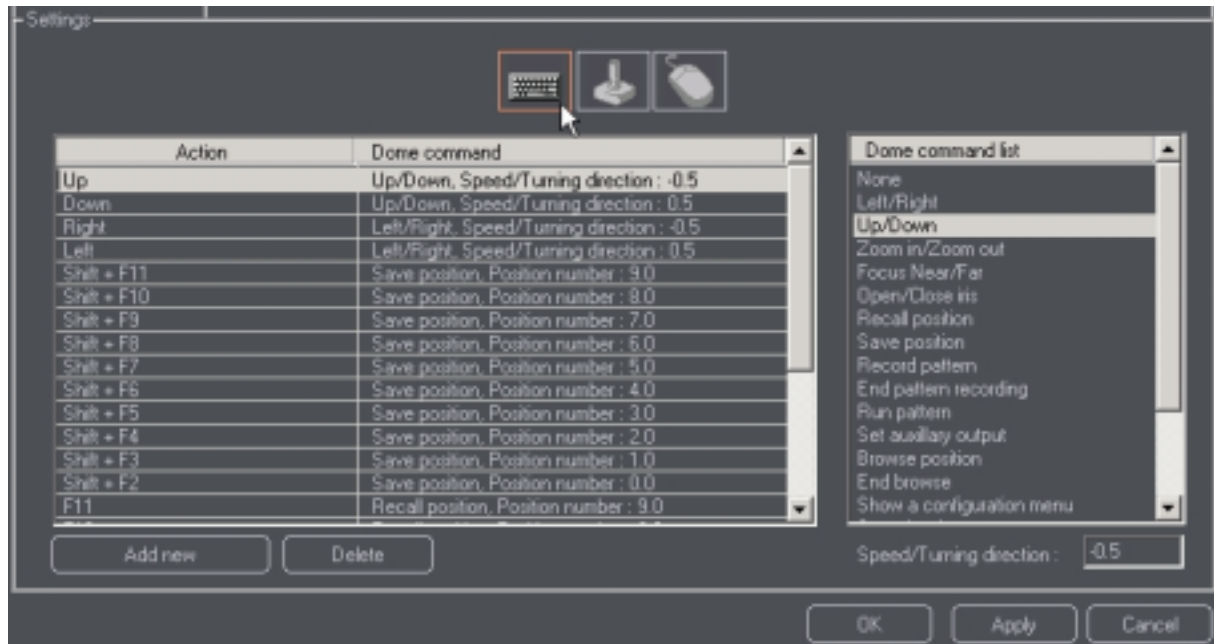 Settings
Action Dome command
Up Up/Down, Speed/Turning direction : -0.5
Down Up/Down, Speed/Turning direction : 0.5
Right Left/Right, Speed/Turning direction : -0.5
Left Left/Right, Speed/Turning direction : 0.5
Shift + F11 Save position, Position number : 9.0
Shift + F10 Save position, Position number : 8.0
Shift + F9 Save position, Position number : 7.0
Shift + F8 Save position, Position number : 6.0
Shift + F7 Save position, Position number : 5.0
Shift + F6 Save position, Position number : 4.0
Shift + F5 Save position, Position number : 3.0
Shift + F4 Save position, Position number : 2.0
Shift + F3 Save position, Position number : 1.0
Shift + F2 Save position, Position number : 0.0
F11 Recall position, Position number : 9.0
Dome command list
None
Left/Right
Up/Down
Zoom in/Zoom out
Focus Near/Far
Open/Close iris
Recall position
Save position
Record pattern
End pattern recording
Run pattern
Set auxillary output
Browse position
End browse
Show a configuration menu
Add new Delete
Speed/Turning direction : -0.5
OK Apply Cancel